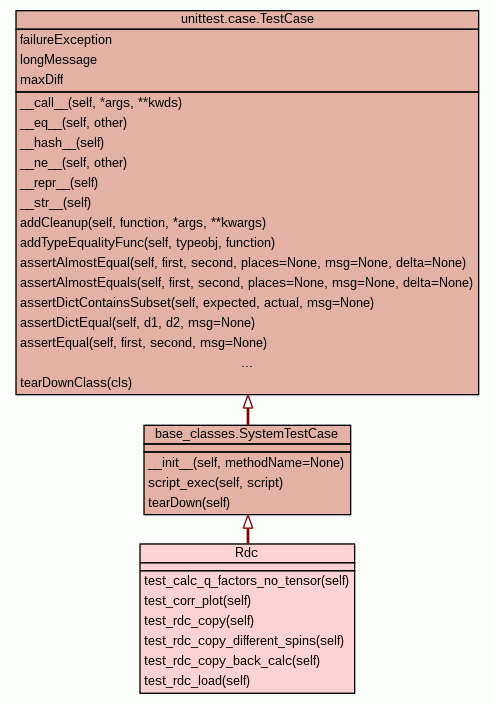 unittest.case.TestCase
failureException
longMessage
maxDiff
__call__(self, *args, **kwds)
__eq__(self, other)
__hash__(self)
__ne__(self, other)
__repr__(self)
__str__(self)
addCleanup(self, function, *args, **kwargs)
addTypeEqualityFunc(self, typeobj, function)
assertAlmostEqual(self, first, second, places=None, msg=None, delta=None)
assertAlmostEquals(self, first, second, places=None, msg=None, delta=None)
assertDictContainsSubset(self, expected, actual, msg=None)
assertDictEqual(self, d1, d2, msg=None)
assertEqual(self, first, second, msg=None)
...
tearDownClass(cls)
base_classes.SystemTestCase
__init__(self, methodName=None)
script_exec(self, script)
tearDown(self)
Rdc
test_calc_q_factors_no_tensor(self)
test_corr_plot(self)
test_rdc_copy(self)
test_rdc_copy_different_spins(self)
test_rdc_copy_back_calc(self)
test_rdc_load(self)